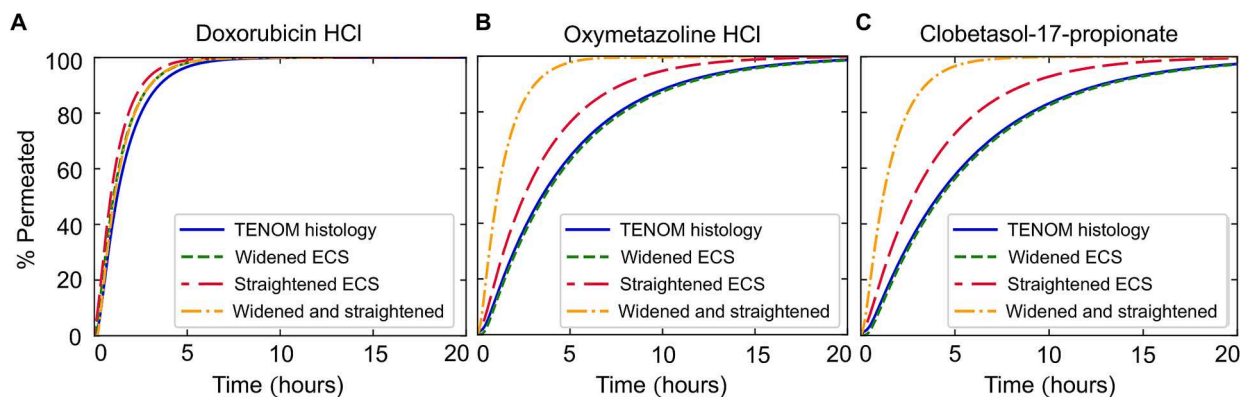 A
Doxorubicin HCl
% Permeated
100
80
60
40
20
0
TENOM histology
Widened ECS
Straightened ECS
Widened and straightened
0
5
10
15
20
Time (hours)
B
Oxymetazoline HCl
TENOM histology
Widened ECS
Straightened ECS
Widened and straightened
0
5
10
15
20
Time (hours)
C
Clobetasol-17-propionate
TENOM histology
Widened ECS
Straightened ECS
Widened and straightened
0
5
10
15
20
Time (hours)